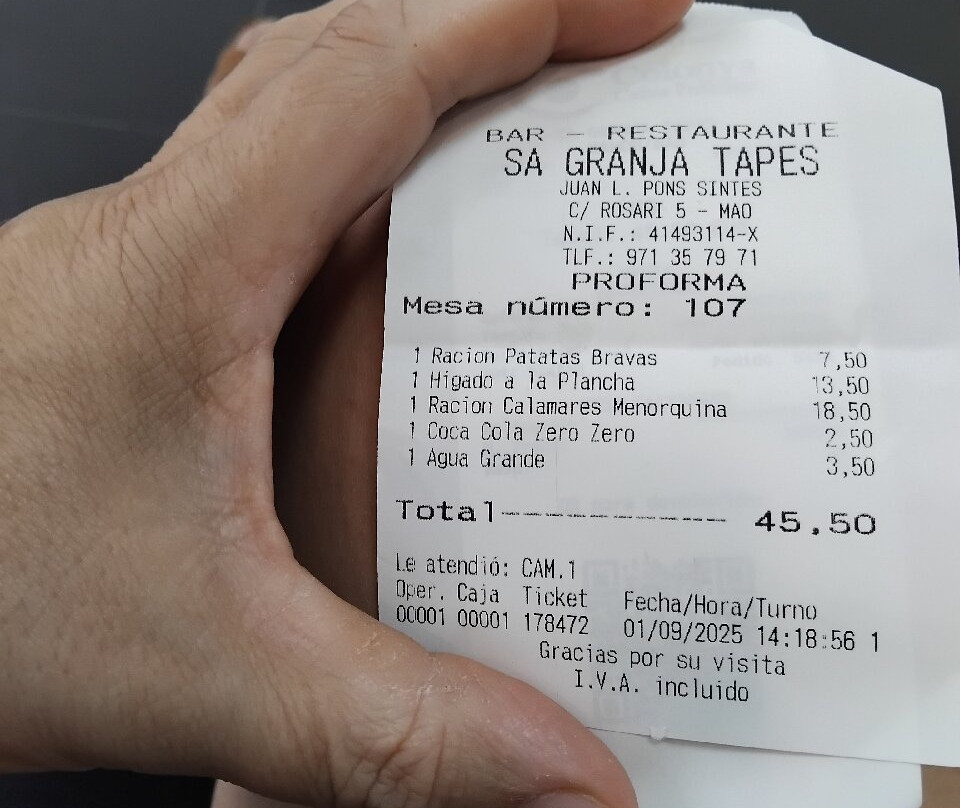 BAR - RESTAURANTE
SA GRANJA TAPES
JUAN L. PONS SINTES
C/ ROSARI 5 - MAO
N.I.F.: 41493114-X
TLF.: 971 35 79 71
PROFORMA
Mesa número: 107
1 Racion Patatas Bravas 7,50
1 Higado a la Plancha 13,50
1 Racion Calamares Menorquina 18,50
1 Coca Cola Zero Zero 2,50
1 Agua Grande 3,50
Total-------------- 45,50
Le atendió: CAM.1
Oper. Caja Ticket Fecha/Hora/Turno
00001 00001 178472 01/09/2025 14:18:56 1
Gracias por su visita
I.V.A. incluido